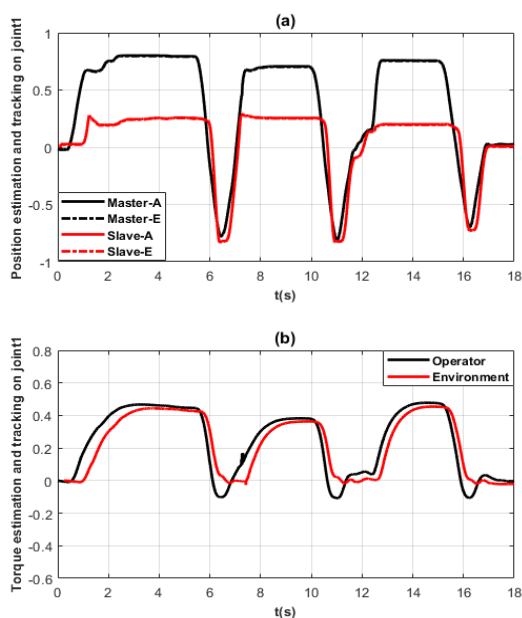 (a)
Position estimation and tracking on joint1
1
0.5
0
-0.5
-1
Master-A
Master-E
Slave-A
Slave-E
0 2 4 6 8 10 12 14 16 18
t(s)
(b)
Torque estimation and tracking on joint1
0.8
0.6
0.4
0.2
0
-0.2
-0.4
-0.6
Operator
Environment
0 2 4 6 8 10 12 14 16 18
t(s)